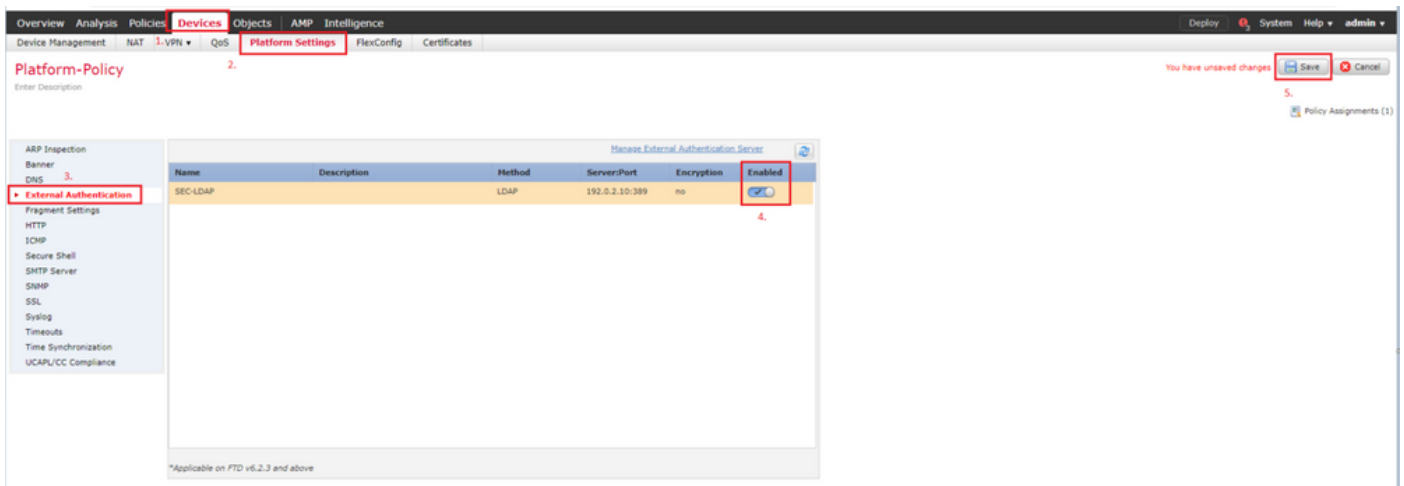 Overview Analysis Policies Devices Objects AMP Intelligence Deploy System Help ▾ admin ▾
Device Management NAT 1. VPN ▾ QoS Platform Settings FlexConfig Certificates
2.
Platform-Policy
Enter Description
You have unsaved changes Save Cancel
5.
Policy Assignments (1)
ARP Inspection
Banner
DNS
3.
External Authentication
Fragment Settings
HTTP
ICMP
Secure Shell
SMTP Server
SNMP
SSL
Syslog
Timeouts
Time Synchronization
UCAPL/CC Compliance
Manage External Authentication Server
Name Description Method Server:Port Encryption Enabled
SEC-LDAP LDAP 192.0.2.10:389 no
4.
*Applicable on FTD v6.2.3 and above